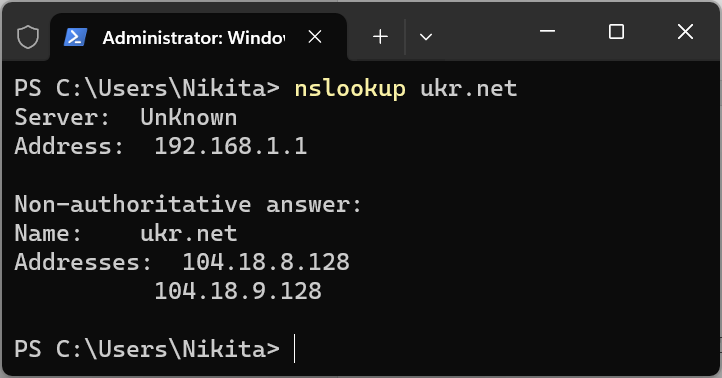 Administrator: Windo
PS C:\Users\Nikita> nslookup ukr.net
Server:  UnKnown
Address:  192.168.1.1

Non-authoritative answer:
Name:    ukr.net
Addresses:  104.18.8.128
          104.18.9.128

PS C:\Users\Nikita>